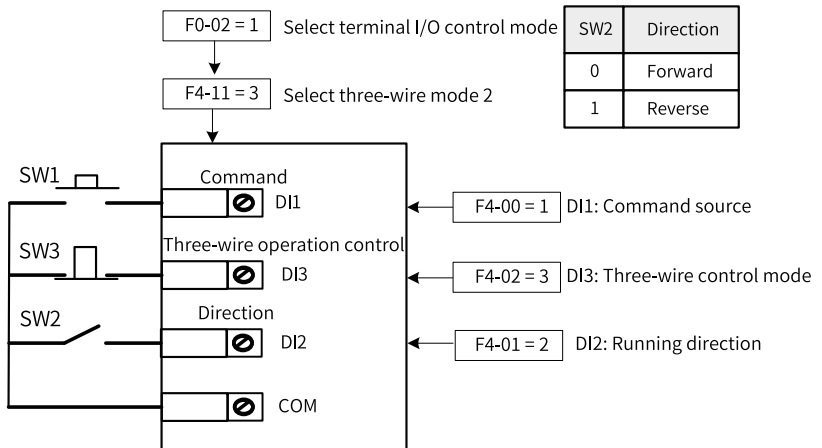 F0-02 = 1 Select terminal I/O control mode
F4-11 = 3 Select three-wire mode 2
SW2 Direction
0 Forward
1 Reverse
SW1
Command
DI1
F4-00 = 1 DI1: Command source
Three-wire operation control
SW3
DI3
F4-02 = 3 DI3: Three-wire control mode
SW2
Direction
DI2
F4-01 = 2 DI2: Running direction
COM